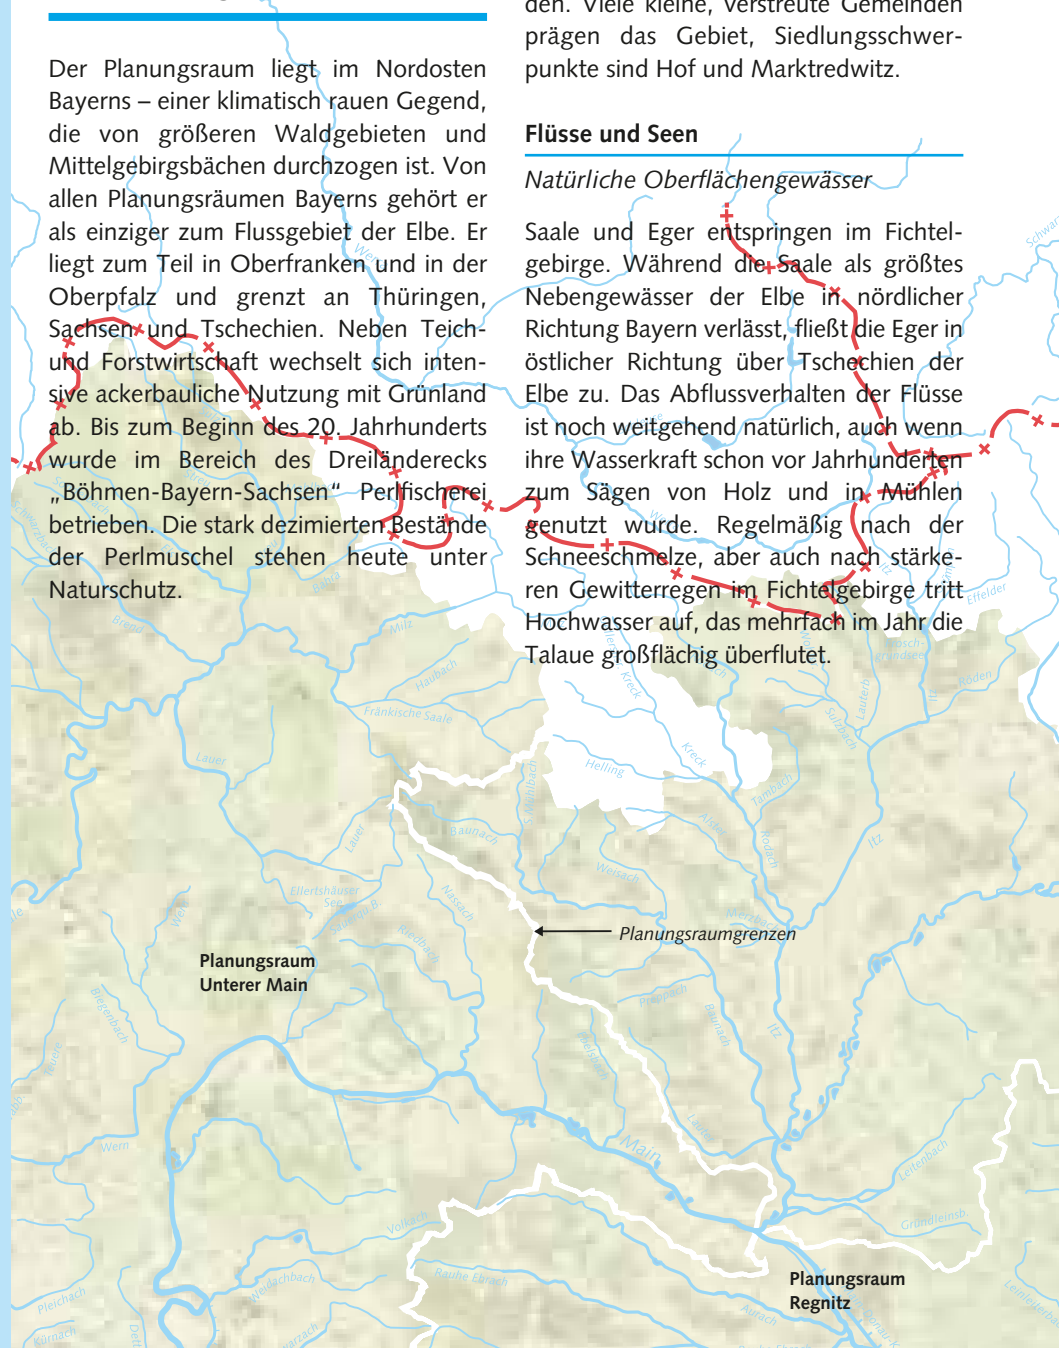 Der Planungsraum liegt im Nordosten
Bayerns – einer klimatisch rauen Gegend,
die von größeren Waldgebieten und
Mittelgebirgsbächen durchzogen ist. Von
allen Planungsräumen Bayerns gehört er
als einziger zum Flussgebiet der Elbe. Er
liegt zum Teil in Oberfranken und in der
Oberpfalz und grenzt an Thüringen,
Sachsen und Tschechien. Neben Teich-
und Forstwirtschaft wechselt sich inten-
sive ackerbauliche Nutzung mit Grünland
ab. Bis zum Beginn des 20. Jahrhunderts
wurde im Bereich des Dreiländerecks
„Böhmen-Bayern-Sachsen“ Perlfischerei
betrieben. Die stark dezimierten Bestände
der Perlmuschel stehen heute unter
Naturschutz.
den. Viele kleine, verstreute Gemeinden
prägen das Gebiet, Siedlungsschwer-
punkte sind Hof und Marktredwitz.
Flüsse und Seen
Natürliche Oberflächengewässer
Saale und Eger entspringen im Fichtel-
gebirge. Während die Saale als größtes
Nebengewässer der Elbe in nördlicher
Richtung Bayern verlässt, fließt die Eger in
östlicher Richtung über Tschechien der
Elbe zu. Das Abflussverhalten der Flüsse
ist noch weitgehend natürlich, auch wenn
ihre Wasserkraft schon vor Jahrhunderten
zum Sägen von Holz und in Mühlen
genutzt wurde. Regelmäßig nach der
Schneeschmelze, aber auch nach stärke-
ren Gewitterregen im Fichtelgebirge tritt
Hochwasser auf, das mehrfach im Jahr die
Talaue großflächig überflutet.
Effelder
Itz
Röden
Lauterb
Sulzbach
Bahra
Brend
Milz
Haubach
Fränkische Saale
Kreck
Kreck
Lauer
Helling
Tambach
S.Mühlbach
Alster
Rodach
Itz
Baunach
Lauer
Weisach
Ellertshäuser
See
Nassach
Riedbach
Wern
Merzbach
Planungsraumgrenzen
Planungsraum
Unterer Main
Preppach
Baunach
Itz
Biegenbach
Lauter
Main
Wern
Leitenbach
Volkach
Gründleinsb.
Rauhe Ebrach
Weidachbach
Planungsraum
Regnitz
Pleichach
Aurach
Kürnach